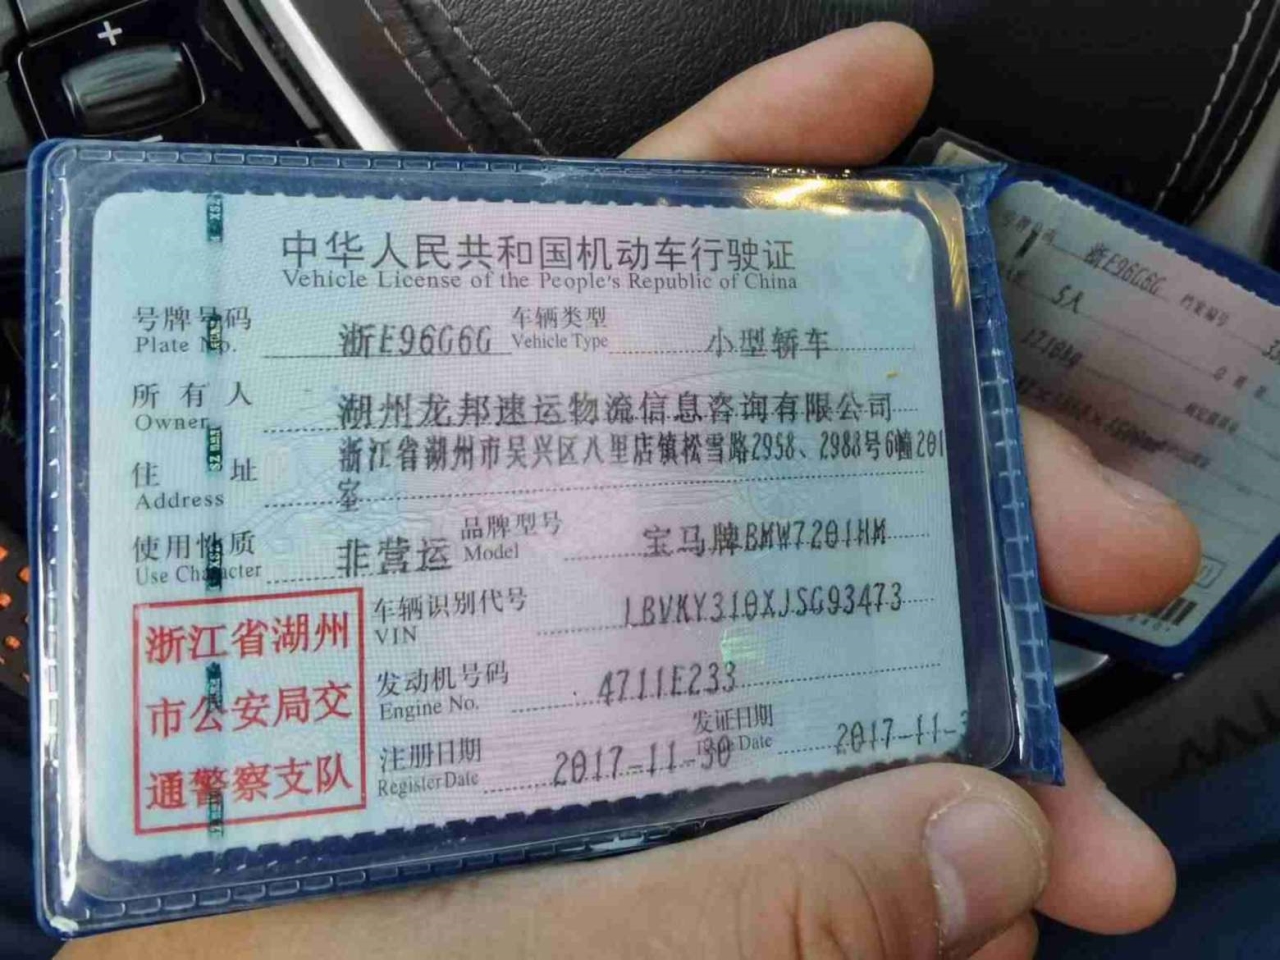 中华人民共和国机动车行驶证
Vehicle License of the People's Republic of China
号牌号码 浙E96G6G 车辆类型 小型轿车
Plate No. Vehicle Type
所有人 湖州龙邦速运物流信息咨询有限公司
Owner
住址 浙江省湖州市吴兴区八里店镇松雪路2958、2988号6幢201
室
Address
使用性质 非营运 品牌型号 宝马牌BMW7201HM
Use Character Model
浙江省湖州
市公安局交
通警察支队
车辆识别代号 LBVKY310XJSG93473
VIN
发动机号码 4711E233
Engine No.
注册日期 2017-11-30 发证日期 2017-11-
Register Date Date
浙E96G6G 档案编号
5人